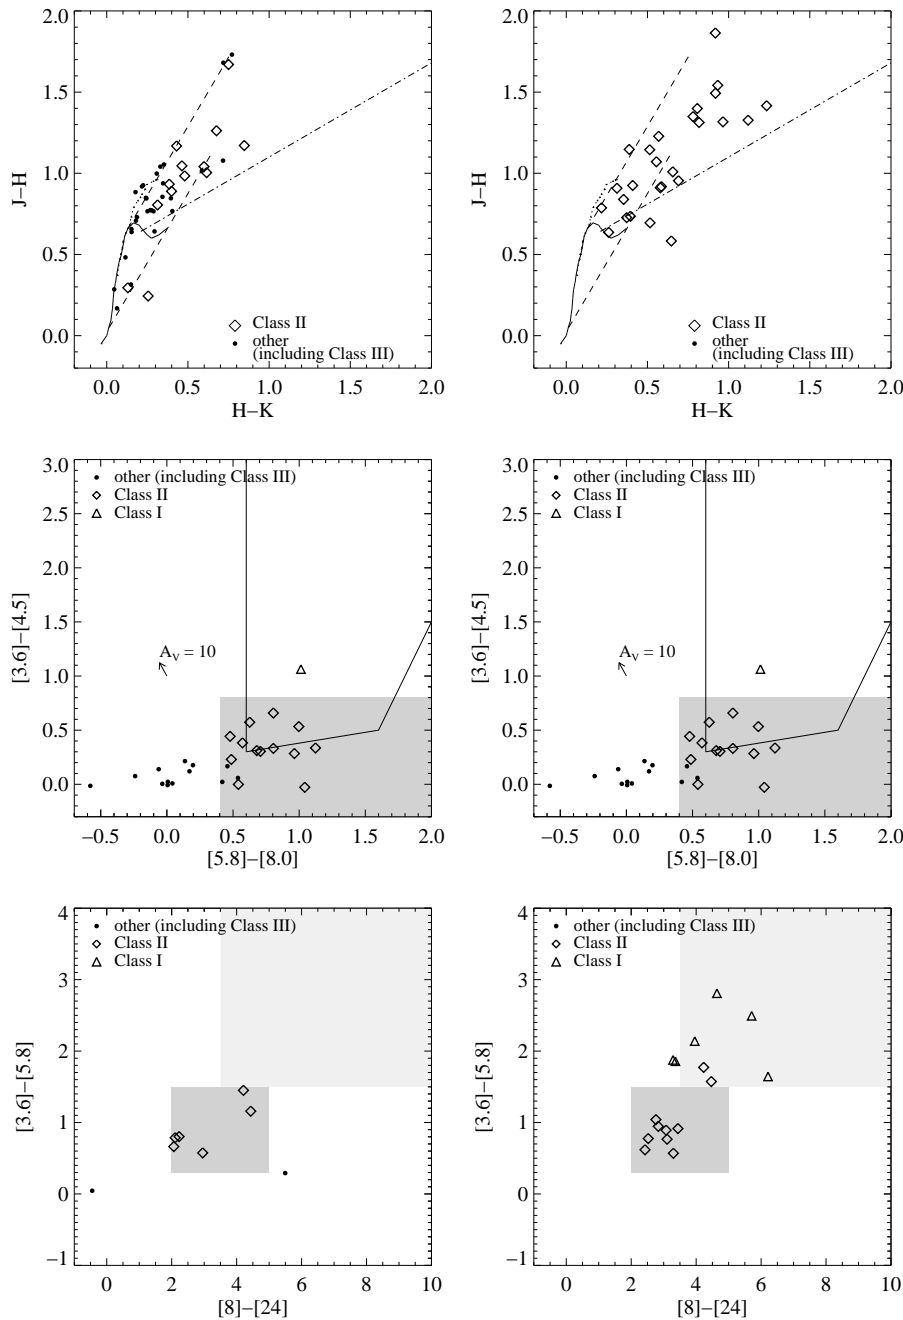 2.0
1.5
1.0
0.5
0.0
J−H
0.0 0.5 1.0 1.5 2.0
H−K
Class II
other
(including Class III)
2.0
1.5
1.0
0.5
0.0
J−H
0.0 0.5 1.0 1.5 2.0
H−K
Class II
other
(including Class III)
3.0
2.5
2.0
1.5
1.0
0.5
0.0
[3.6]−[4.5]
other (including Class III)
Class II
Class I
AV = 10
−0.5 0.0 0.5 1.0 1.5 2.0
[5.8]−[8.0]
3.0
2.5
2.0
1.5
1.0
0.5
0.0
[3.6]−[4.5]
other (including Class III)
Class II
Class I
AV = 10
−0.5 0.0 0.5 1.0 1.5 2.0
[5.8]−[8.0]
4
3
2
1
0
−1
[3.6]−[5.8]
other (including Class III)
Class II
Class I
0 2 4 6 8 10
[8]−[24]
4
3
2
1
0
−1
[3.6]−[5.8]
other (including Class III)
Class II
Class I
0 2 4 6 8 10
[8]−[24]